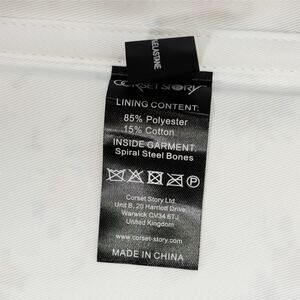 ELASTANE
CORSET STORY
LINING CONTENT:
85% Polyester
15% Cotton
INSIDE GARMENT:
Spiral Steel Bones
Corset Story Ltd
Unit B, 20 Harriott Drive
Warwick CV34 6TJ
United Kingdom
www.corset-story.com
MADE IN CHINA